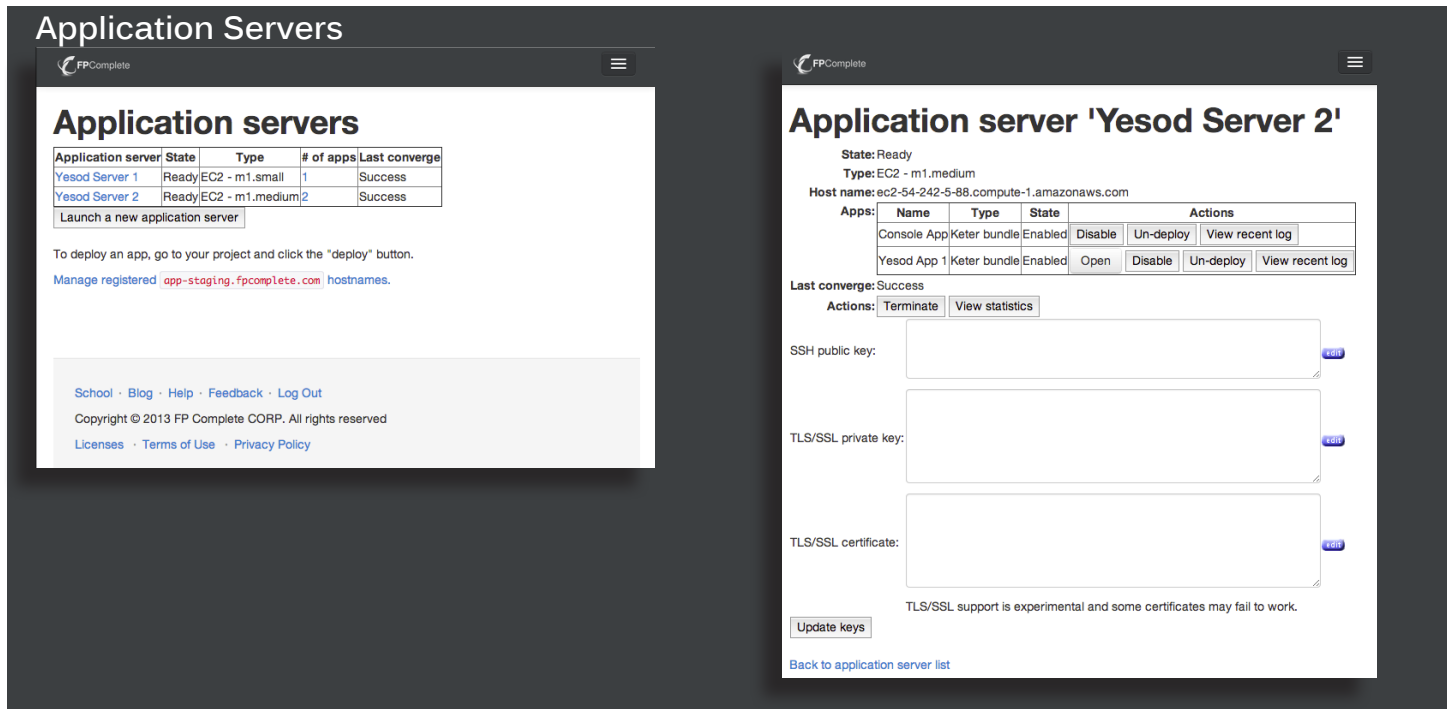 Application Servers
FPComplete
Application servers
Application server State Type # of apps Last converge
Yesod Server 1 Ready EC2 - m1.small 1 Success
Yesod Server 2 Ready EC2 - m1.medium 2 Success
Launch a new application server
To deploy an app, go to your project and click the "deploy" button.
Manage registered app-staging.fpcomplete.com hostnames.
School · Blog · Help · Feedback · Log Out
Copyright © 2013 FP Complete CORP. All rights reserved
Licenses · Terms of Use · Privacy Policy
FPComplete
Application server 'Yesod Server 2'
State: Ready
Type: EC2 - m1.medium
Host name: ec2-54-242-5-88.compute-1.amazonaws.com
Apps: Name Type State Actions
Console App Keter bundle Enabled Disable Un-deploy View recent log
Yesod App 1 Keter bundle Enabled Open Disable Un-deploy View recent log
Last converge: Success
Actions: Terminate View statistics
SSH public key: edit
TLS/SSL private key: edit
TLS/SSL certificate: edit
TLS/SSL support is experimental and some certificates may fail to work.
Update keys
Back to application server list